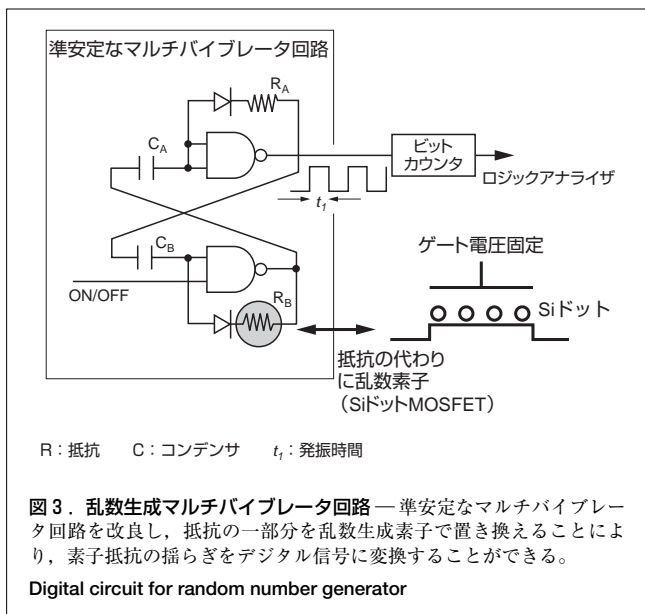 準安定なマルチバイブレータ回路
R_A
C_A
ビット
カウンタ
ロジックアナライザ
t_1
C_B
ON/OFF
R_B
ゲート電圧固定
Siドット
抵抗の代わり
に乱数素子
（SiドットMOSFET）
R：抵抗　C：コンデンサ　t_1：発振時間
図3．乱数生成マルチバイブレータ回路 ― 準安定なマルチバイブレー
タ回路を改良し，抵抗の一部分を乱数生成素子で置き換えることによ
り，素子抵抗の揺らぎをデジタル信号に変換することができる。
Digital circuit for random number generator